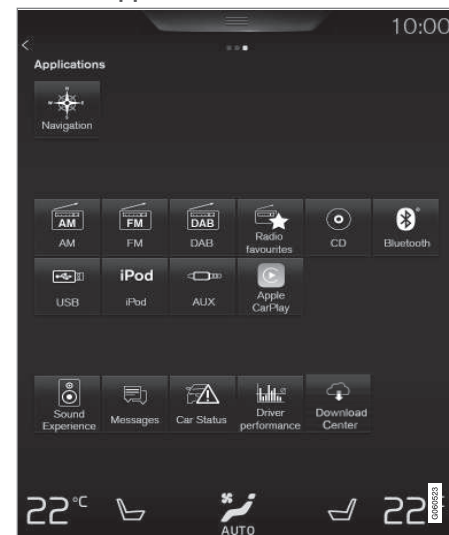 10:00
Applications
Navigation
AM
FM
DAB
AM
FM
DAB
Radio
favourites
CD
Bluetooth
iPod
USB
iPod
AUX
Apple
CarPlay
Sound
Experience
Messages
Car Status
Driver
performance
Download
Center
22°C
AUTO
22
G060523